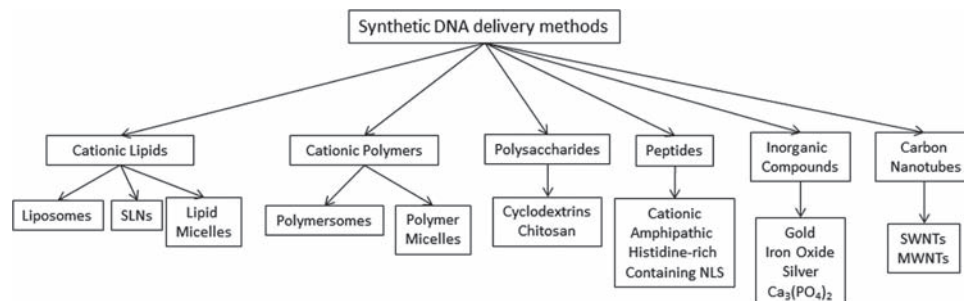 Synthetic DNA delivery methods
Cationic Lipids
Cationic Polymers
Polysaccharides
Peptides
Inorganic
Compounds
Carbon
Nanotubes
Liposomes
SLNs
Lipid
Micelles
Polymersomes
Polymer
Micelles
Cyclodextrins
Chitosan
Cationic
Amphipathic
Histidine-rich
Containing NLS
Gold
Iron Oxide
Silver
Ca₃(PO₄)₂
SWNTs
MWNTs